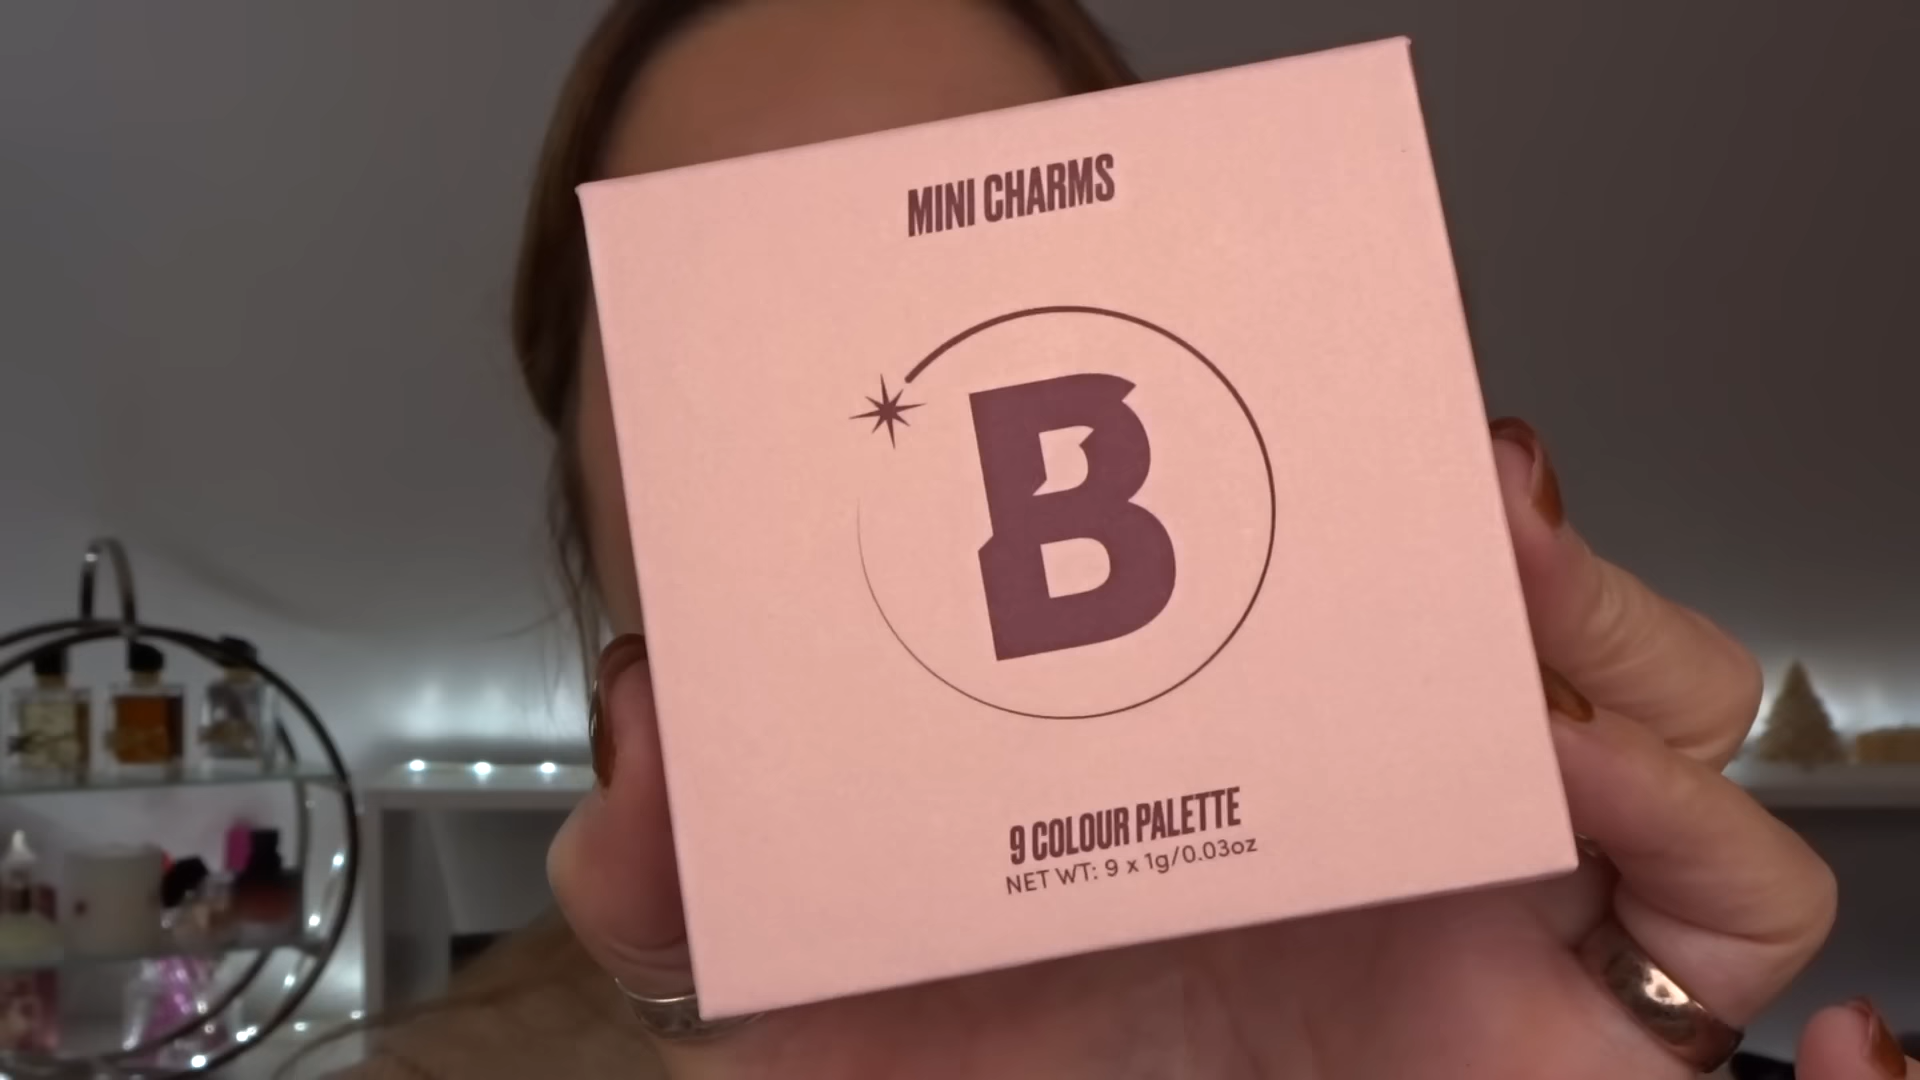 MINI CHARMS
B
9 COLOUR PALETTE
NET WT: 9 x 1g/0.03oz